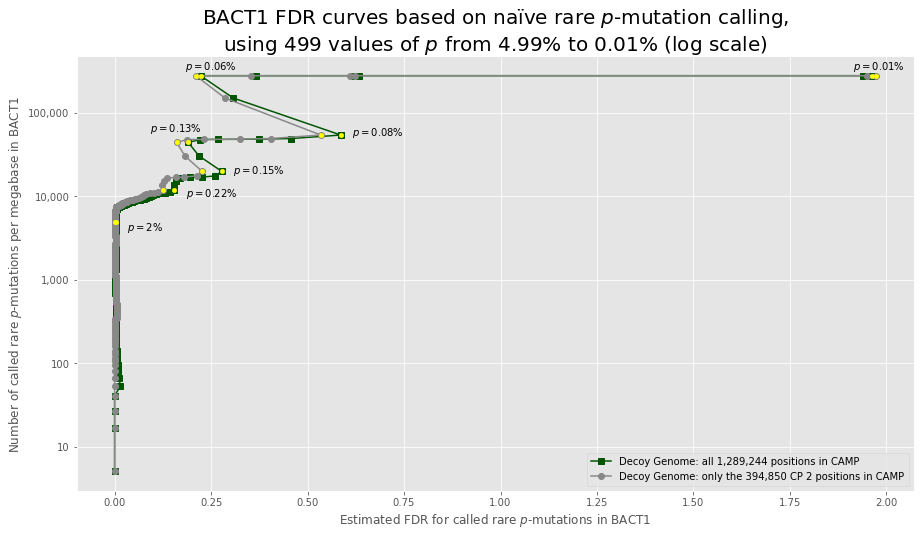 BACT1 FDR curves based on naïve rare p-mutation calling,
using 499 values of p from 4.99% to 0.01% (log scale)
p = 0.06%
p = 0.01%
p = 0.13%
p = 0.08%
p = 0.15%
p = 0.22%
p = 2%
Number of called rare p-mutations per megabase in BACT1
100,000
10,000
1,000
100
10
Decoy Genome: all 1,289,244 positions in CAMP
Decoy Genome: only the 394,850 CP 2 positions in CAMP
0.00 0.25 0.50 0.75 1.00 1.25 1.50 1.75 2.00
Estimated FDR for called rare p-mutations in BACT1